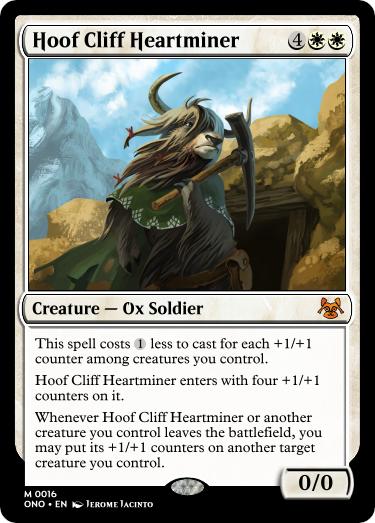 Hoof Cliff Heartminer 4
Creature — Ox Soldier
This spell costs 1 less to cast for each +1/+1
counter among creatures you control.
Hoof Cliff Heartminer enters with four +1/+1
counters on it.
Whenever Hoof Cliff Heartminer or another
creature you control leaves the battlefield, you
may put its +1/+1 counters on another target
creature you control.
0/0
M 0016
ONO • EN Jerome Jacinto